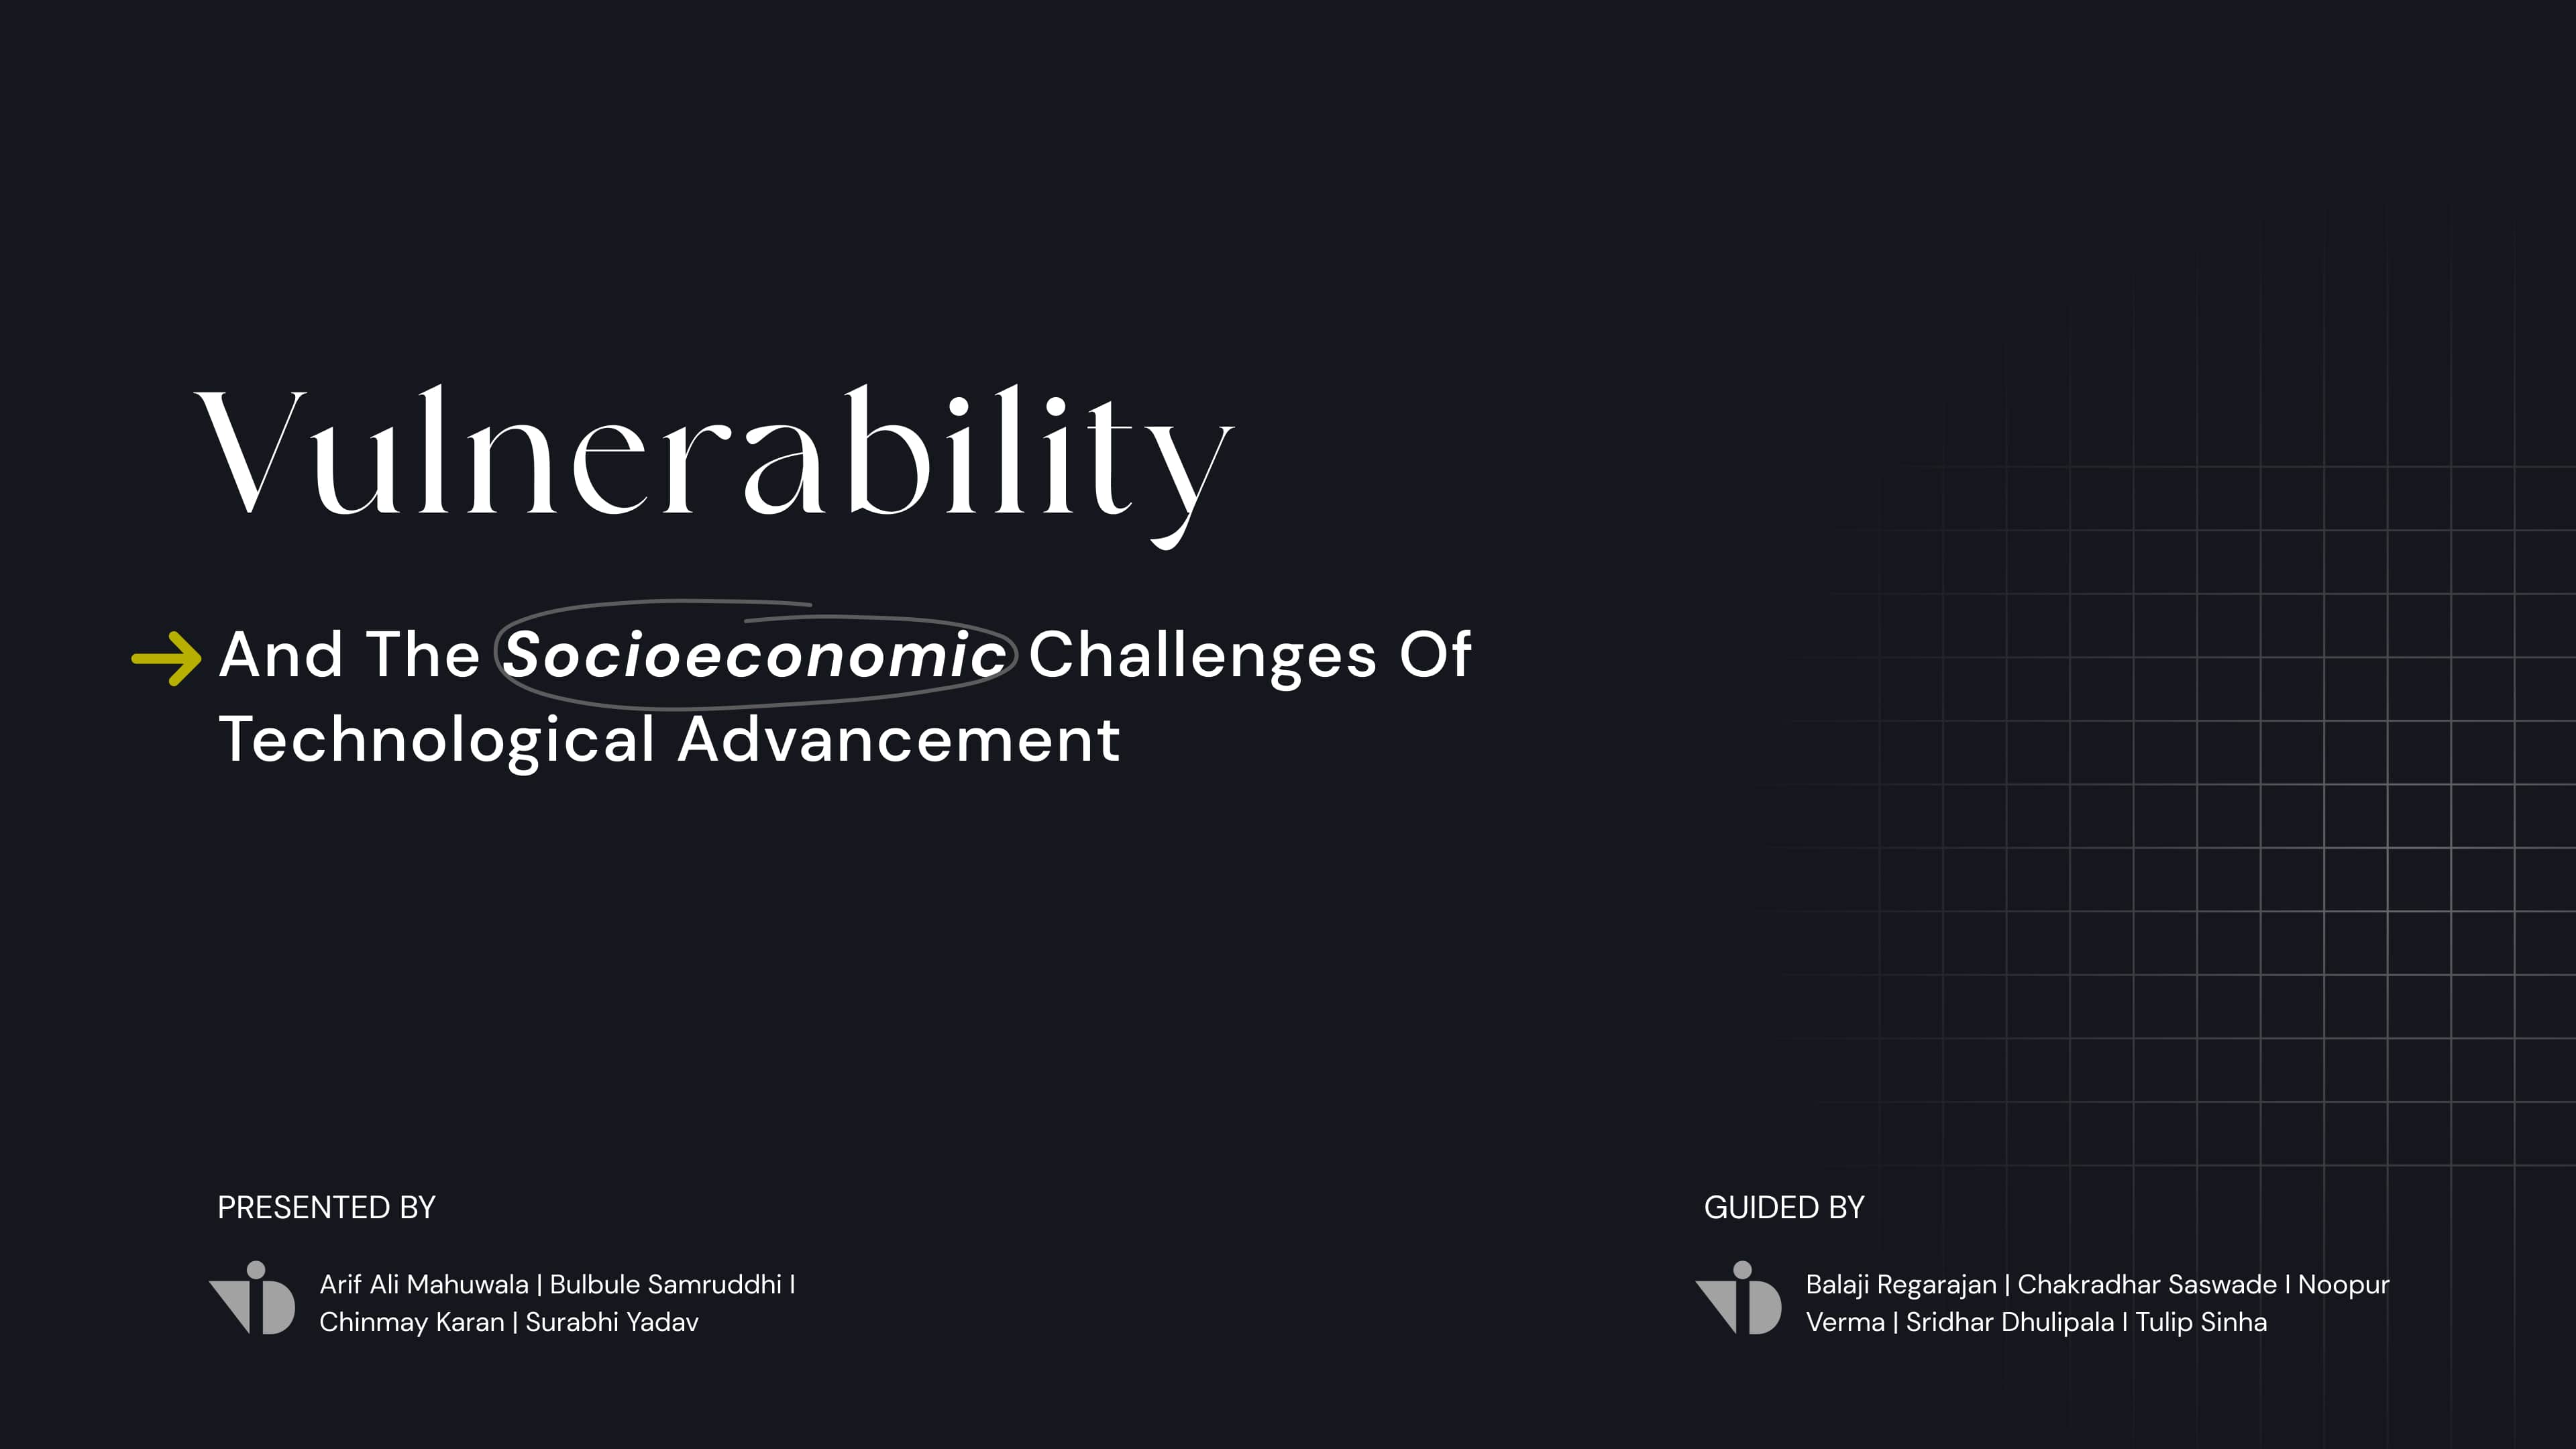 Vulnerability
And The Socioeconomic Challenges Of
Technological Advancement
PRESENTED BY
Arif Ali Mahuwala | Bulbule Samruddhi I
Chinmay Karan | Surabhi Yadav
GUIDED BY
Balaji Regarajan | Chakradhar Saswade I Noopur
Verma | Sridhar Dhulipala I Tulip Sinha